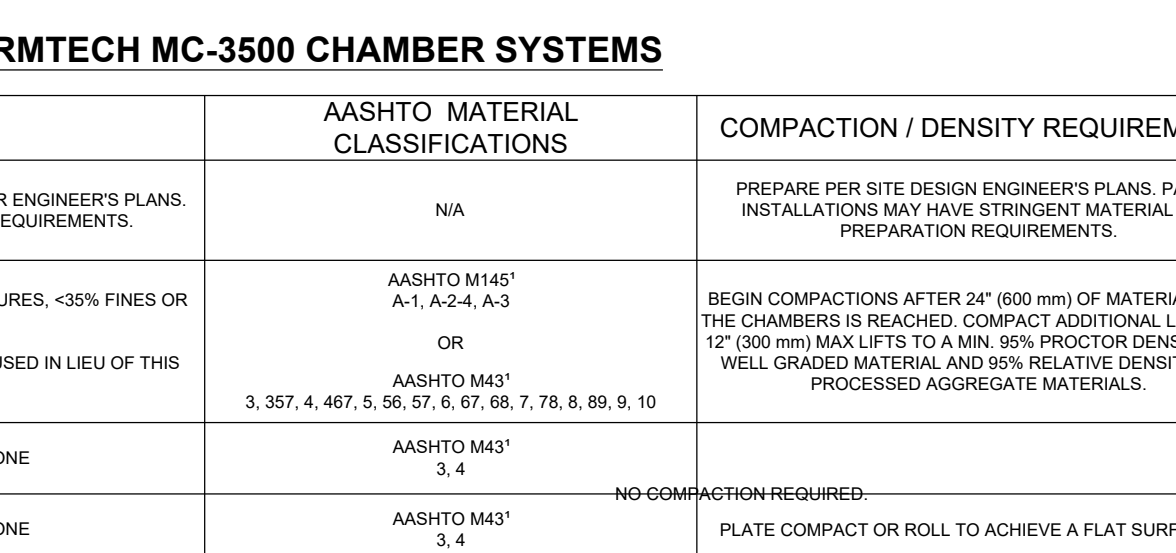 RMTECH MC-3500 CHAMBER SYSTEMS
AASHTO MATERIAL
CLASSIFICATIONS
COMPACTION / DENSITY REQUIREM
R ENGINEER'S PLANS.
EQUIREMENTS.
N/A
PREPARE PER SITE DESIGN ENGINEER'S PLANS. PA
INSTALLATIONS MAY HAVE STRINGENT MATERIAL
PREPARATION REQUIREMENTS.
URES, <35% FINES OR
USED IN LIEU OF THIS
AASHTO M145¹
A-1, A-2-4, A-3
OR
AASHTO M43¹
3, 357, 4, 467, 5, 56, 57, 6, 67, 68, 7, 78, 8, 89, 9, 10
BEGIN COMPACTIONS AFTER 24" (600 mm) OF MATERIA
THE CHAMBERS IS REACHED. COMPACT ADDITIONAL L
12" (300 mm) MAX LIFTS TO A MIN. 95% PROCTOR DENS
WELL GRADED MATERIAL AND 95% RELATIVE DENSIT
PROCESSED AGGREGATE MATERIALS.
ONE
AASHTO M43¹
3, 4
NO COMPACTION REQUIRED.
ONE
AASHTO M43¹
3, 4
PLATE COMPACT OR ROLL TO ACHIEVE A FLAT SURF